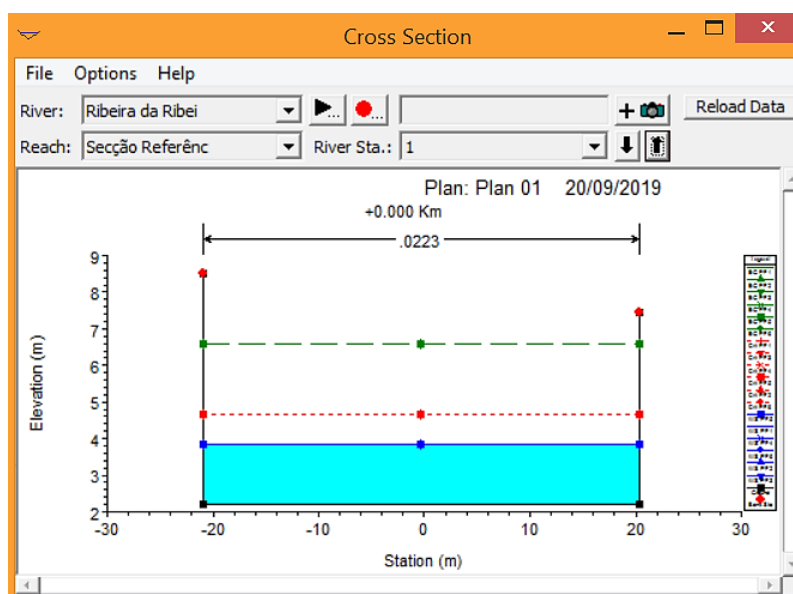 Cross Section
File Options Help
River: Ribeira da Ribei Reload Data
Reach: Secção Referênc River Sta.: 1
Plan: Plan 01 20/09/2019
+0.000 Km
.0223
9
8
7
6
5
4
3
2
Elevation (m)
-30 -20 -10 0 10 20 30
Station (m)